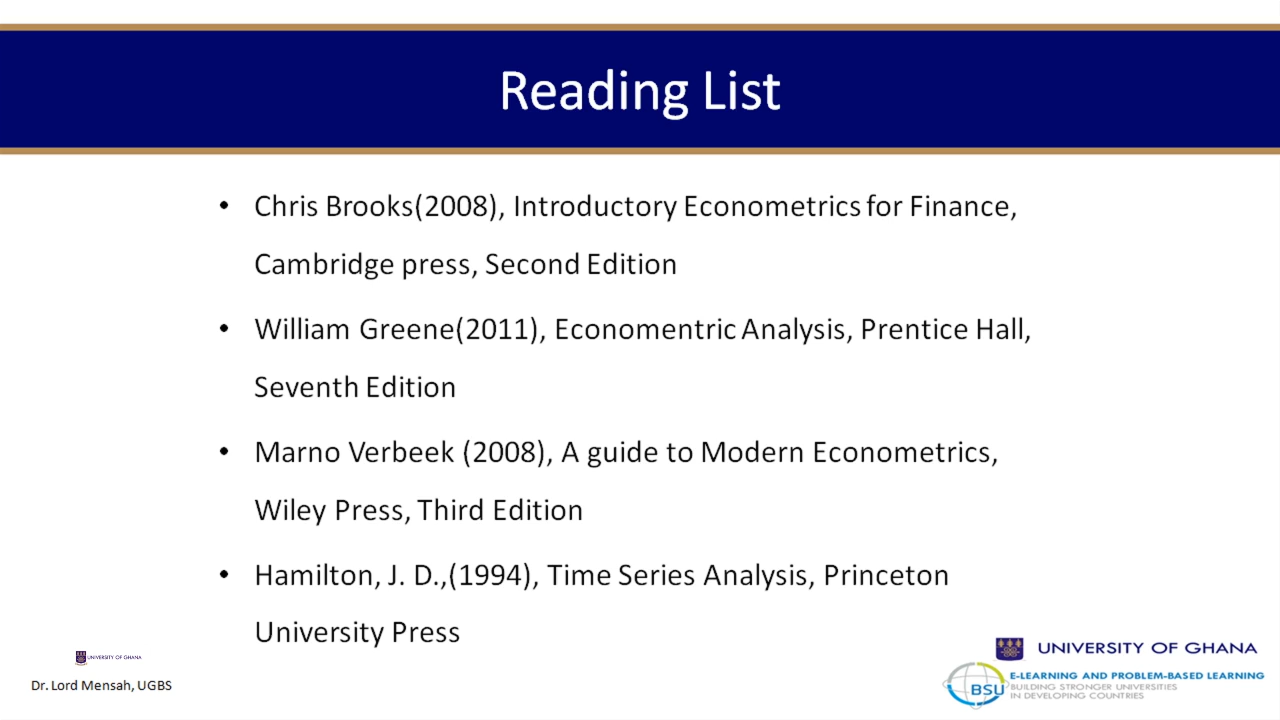 Reading List
• Chris Brooks(2008), Introductory Econometrics for Finance,
Cambridge press, Second Edition
• William Greene(2011), Economentric Analysis, Prentice Hall,
Seventh Edition
• Marno Verbeek (2008), A guide to Modern Econometrics,
Wiley Press, Third Edition
• Hamilton, J. D.,(1994), Time Series Analysis, Princeton
University Press
UNIVERSITY OF GHANA
Dr. Lord Mensah, UGBS
UNIVERSITY OF GHANA
BSU
E-LEARNING AND PROBLEM-BASED LEARNING
BUILDING STRONGER UNIVERSITIES
IN DEVELOPING COUNTRIES